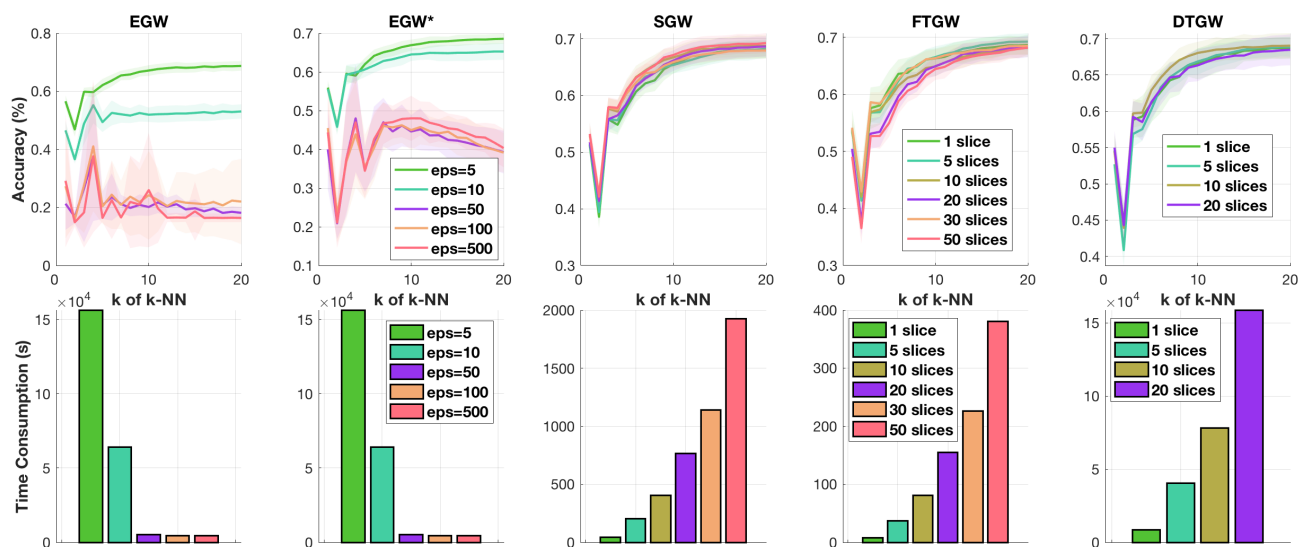 EGW
EGW*
SGW
FTGW
DTGW
Accuracy (%)
0.8
0.6
0.4
0.2
0
0 10 20
0.7
0.6
0.5
0.4
0.3
0.2
0.1
0 10 20
eps=5
eps=10
eps=50
eps=100
eps=500
0.7
0.6
0.5
0.4
0.3
0 10 20
0.7
0.6
0.5
0.4
0.3
0 10 20
1 slice
5 slices
10 slices
20 slices
30 slices
50 slices
0.7
0.65
0.6
0.55
0.5
0.45
0.4
0 10 20
1 slice
5 slices
10 slices
20 slices
k of k-NN
k of k-NN
k of k-NN
k of k-NN
k of k-NN
Time Consumption (s)
×10⁴
15
10
5
0
×10⁴
15
10
5
0
eps=5
eps=10
eps=50
eps=100
eps=500
2000
1500
1000
500
0
400
300
200
100
0
1 slice
5 slices
10 slices
20 slices
30 slices
50 slices
×10⁴
15
10
5
0
1 slice
5 slices
10 slices
20 slices